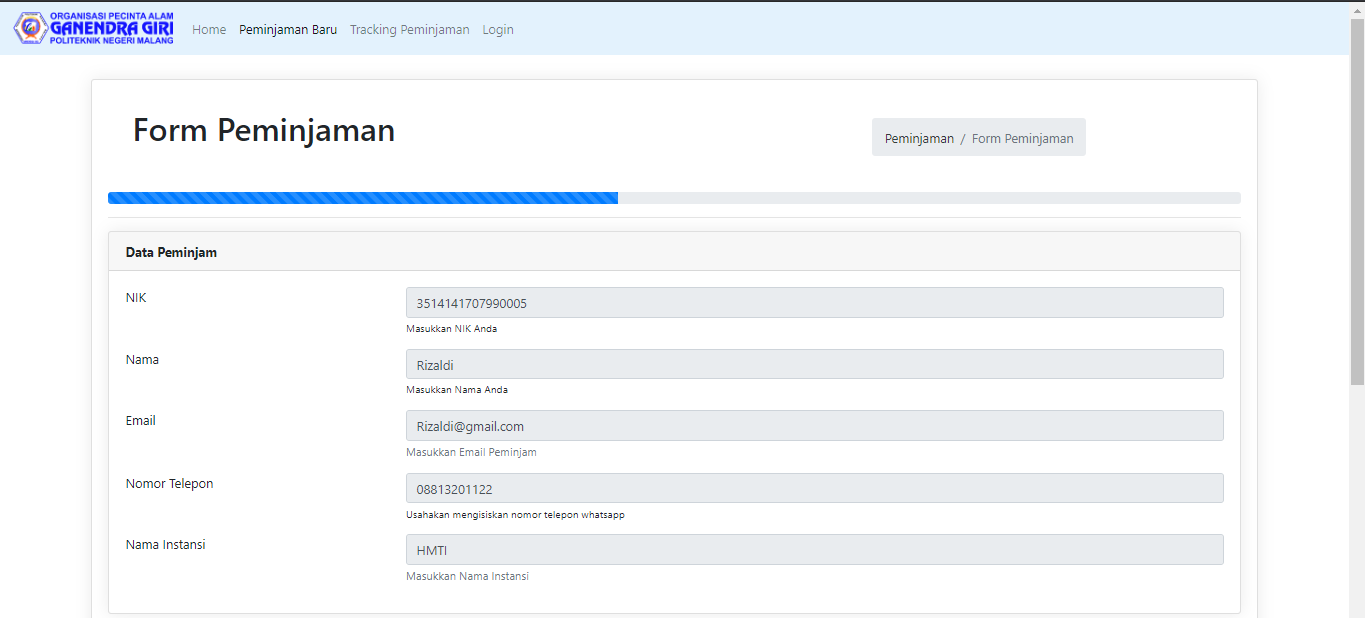 ORGANISASI PECINTA ALAM
GANENDRA GIRI
POLITEKNIK NEGERI MALANG
Home Peminjaman Baru Tracking Peminjaman Login
Form Peminjaman
Peminjaman / Form Peminjaman
Data Peminjam
NIK
3514141707990005
Masukkan NIK Anda
Nama
Rizaldi
Masukkan Nama Anda
Email
Rizaldi@gmail.com
Masukkan Email Peminjam
Nomor Telepon
08813201122
Usahakan mengisiskan nomor telepon whatsapp
Nama Instansi
HMTI
Masukkan Nama Instansi